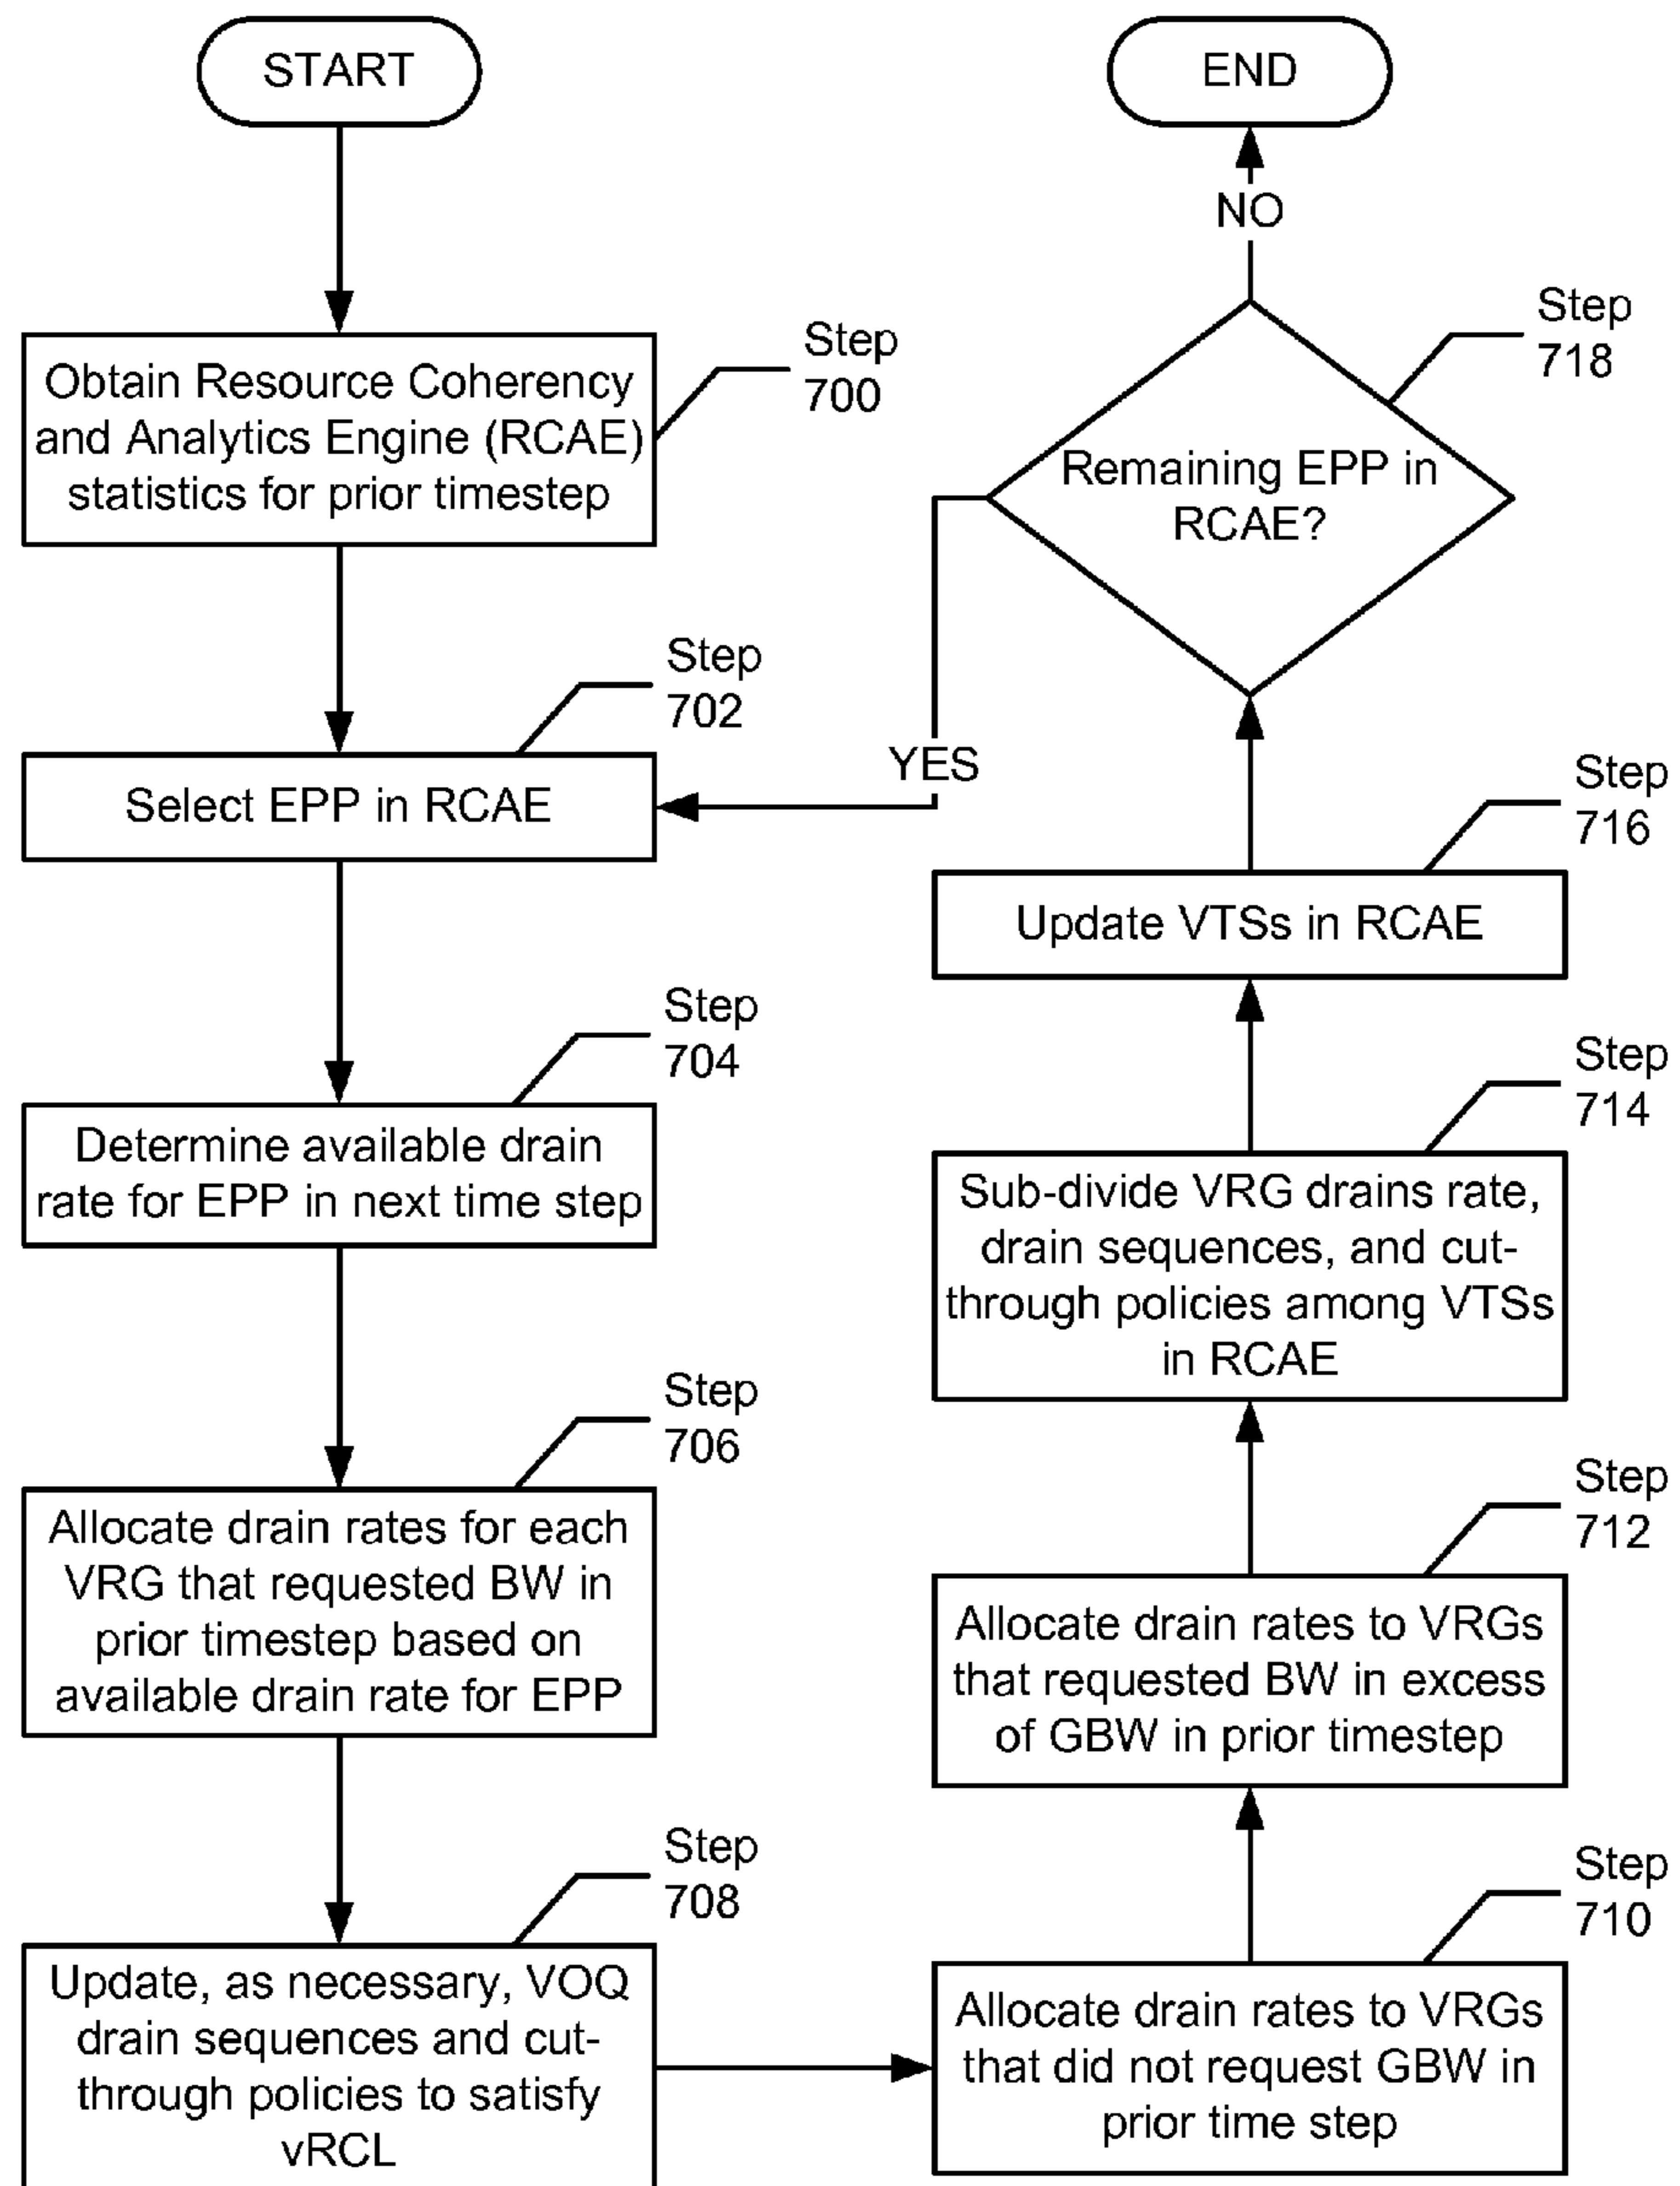 START
Obtain Resource Coherency
and Analytics Engine (RCAE)
statistics for prior timestep
Step
700
Select EPP in RCAE
Step
702
Determine available drain
rate for EPP in next time step
Step
704
Allocate drain rates for each
VRG that requested BW in
prior timestep based on
available drain rate for EPP
Step
706
Update, as necessary, VOQ
drain sequences and cut-
through policies to satisfy
vRCL
Step
708
Allocate drain rates to VRGs
that did not request GBW in
prior time step
Step
710
Allocate drain rates to VRGs
that requested BW in excess
of GBW in prior timestep
Step
712
Sub-divide VRG drains rate,
drain sequences, and cut-
through policies among VTSs
in RCAE
Step
714
Update VTSs in RCAE
Step
716
Remaining EPP in
RCAE?
Step
718
YES
NO
END